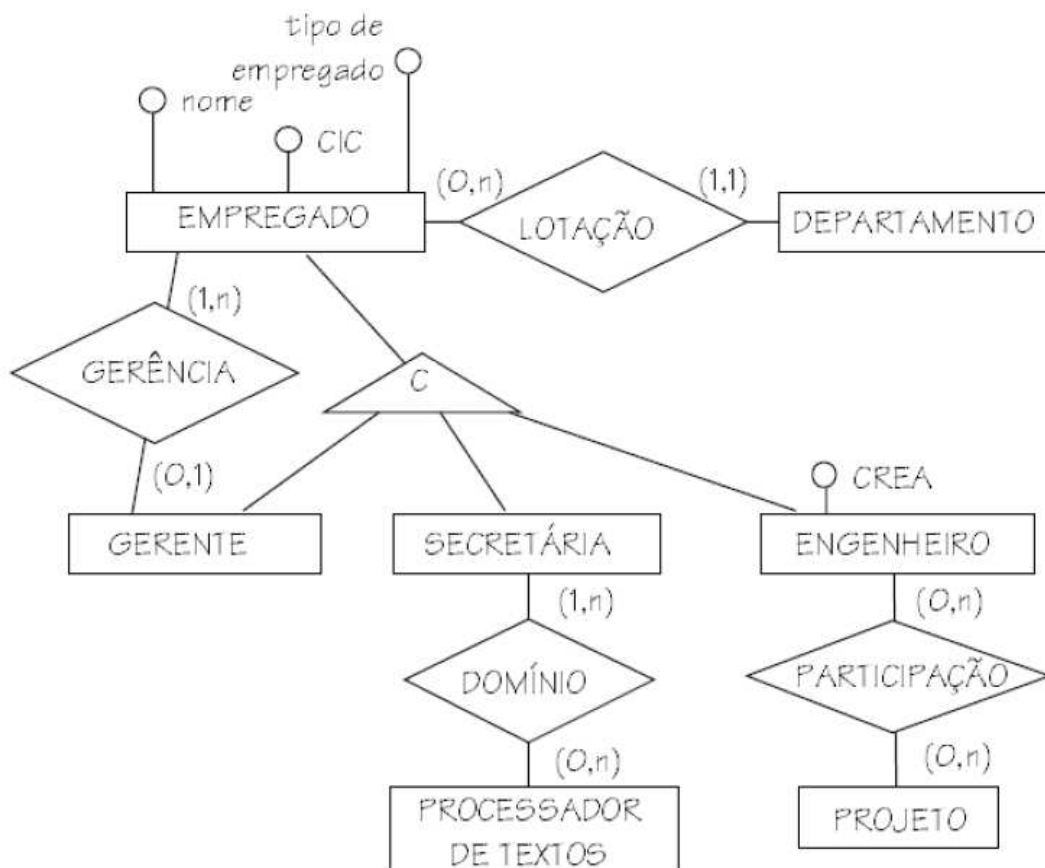 tipo de
empregado
nome
CIC
EMPREGADO
(0,n)
LOTAÇÃO
(1,1)
DEPARTAMENTO
(1,n)
GERÊNCIA
(0,1)
C
GERENTE
SECRETÁRIA
CREA
ENGENHEIRO
(1,n)
DOMÍNIO
(0,n)
PROCESSADOR
DE TEXTOS
(0,n)
PARTICIPAÇÃO
(0,n)
PROJETO